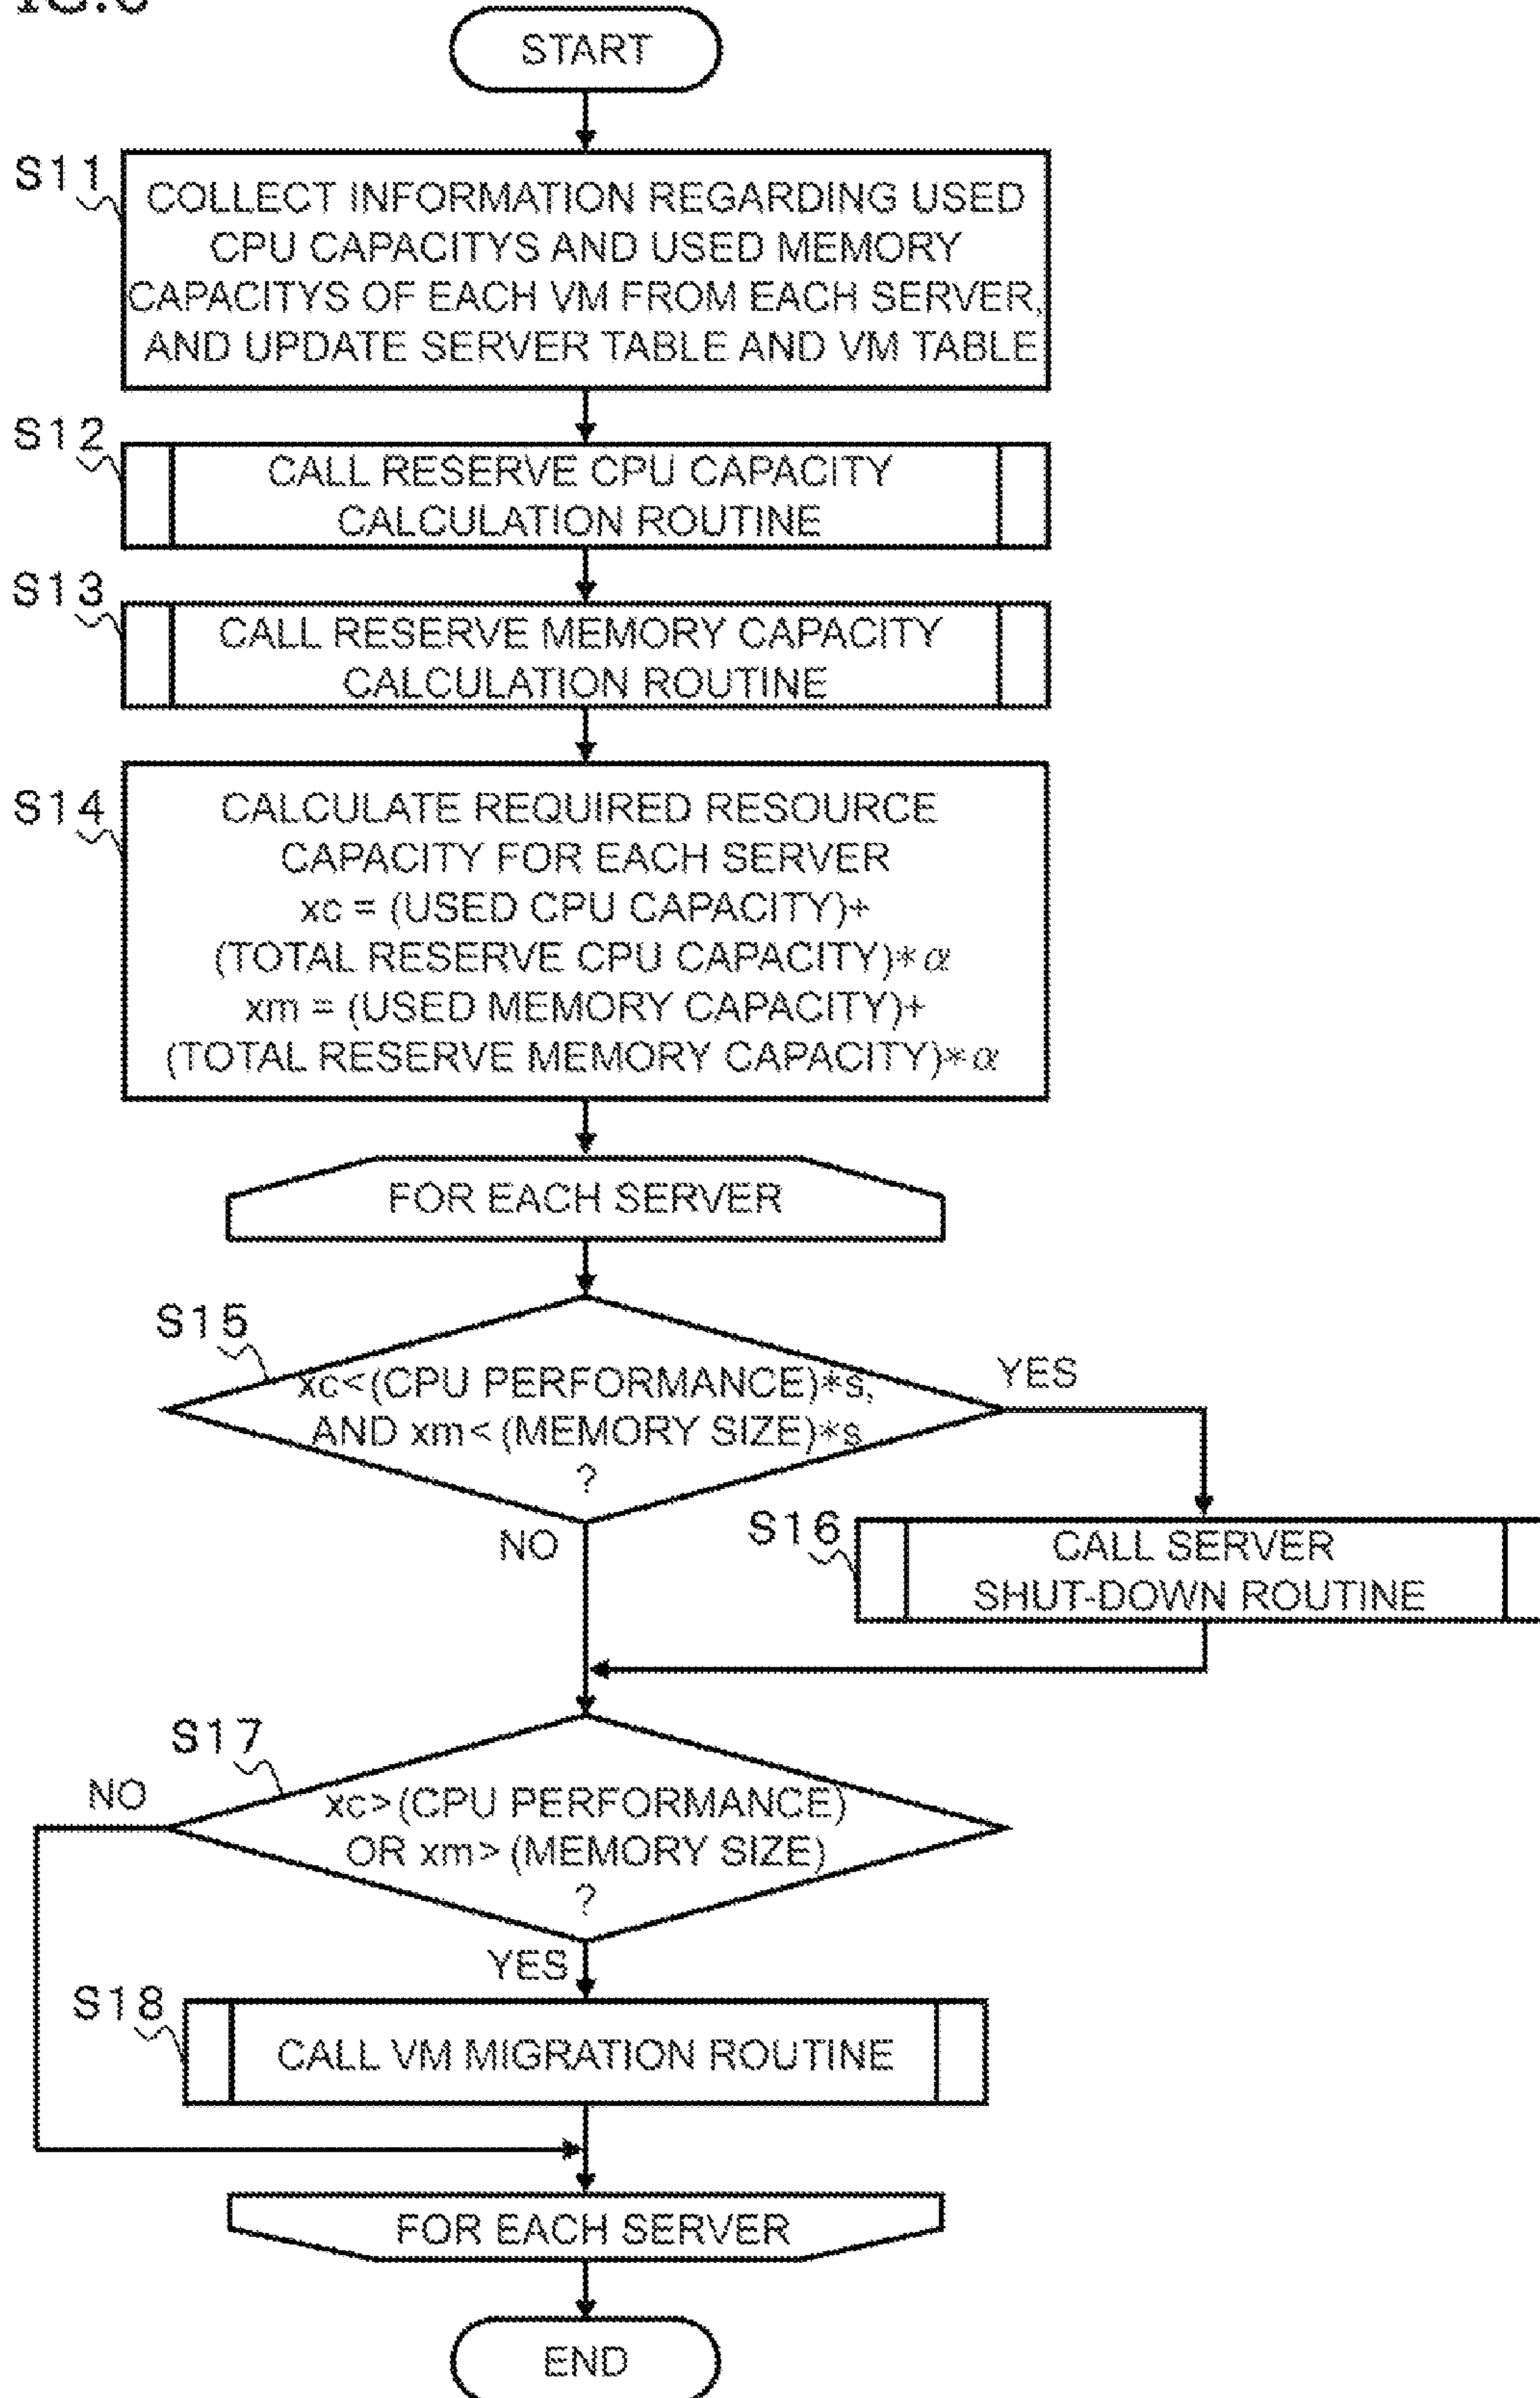 START
S11
COLLECT INFORMATION REGARDING USED
CPU CAPACITYS AND USED MEMORY
CAPACITYS OF EACH VM FROM EACH SERVER,
AND UPDATE SERVER TABLE AND VM TABLE
S12
CALL RESERVE CPU CAPACITY
CALCULATION ROUTINE
S13
CALL RESERVE MEMORY CAPACITY
CALCULATION ROUTINE
S14
CALCULATE REQUIRED RESOURCE
CAPACITY FOR EACH SERVER
xc = (USED CPU CAPACITY)+
(TOTAL RESERVE CPU CAPACITY)*α
xm = (USED MEMORY CAPACITY)+
(TOTAL RESERVE MEMORY CAPACITY)*α
FOR EACH SERVER
S15
xc<(CPU PERFORMANCE)*s,
AND xm<(MEMORY SIZE)*s
?
YES
NO
S16
CALL SERVER
SHUT-DOWN ROUTINE
S17
xc>(CPU PERFORMANCE)
OR xm>(MEMORY SIZE)
?
NO
YES
S18
CALL VM MIGRATION ROUTINE
FOR EACH SERVER
END